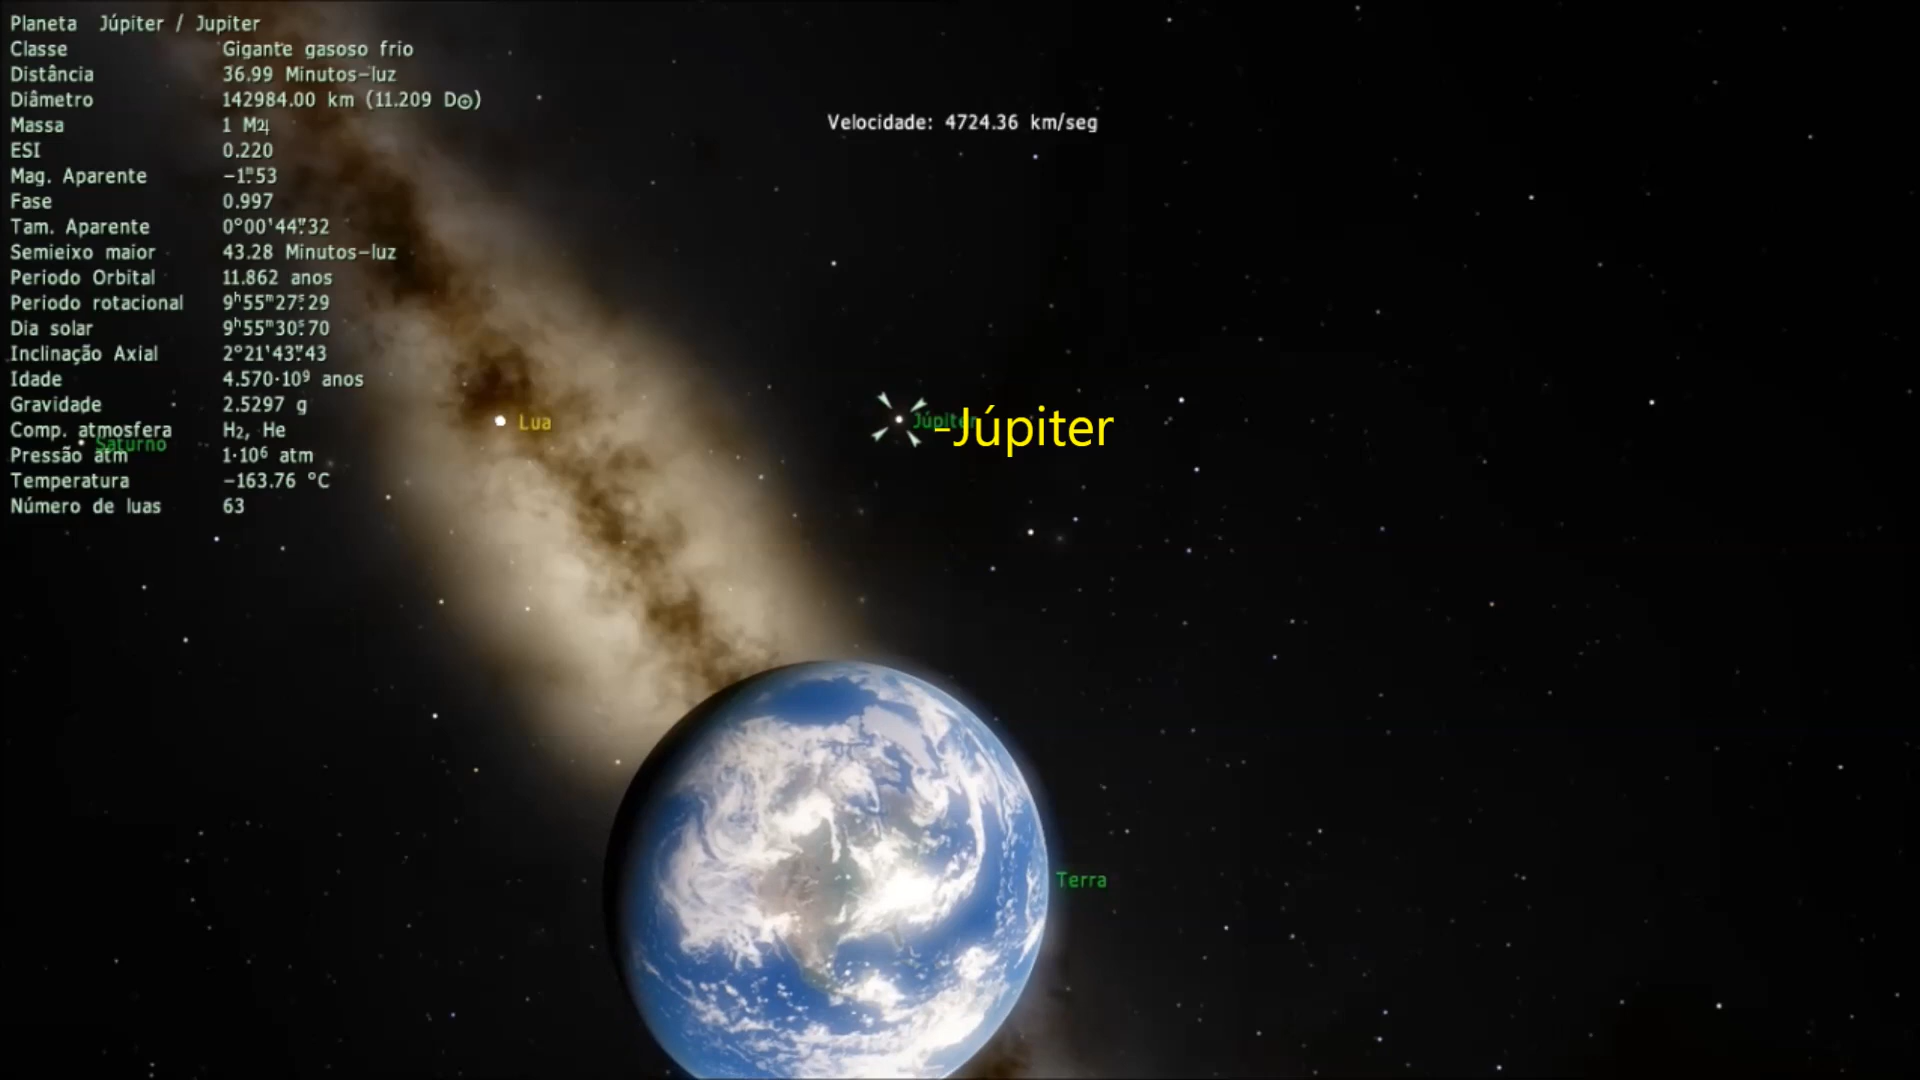 Planeta Júpiter / Jupiter
Classe Gigante gasoso frio
Distância 36.99 Minutos-luz
Diâmetro 142984.00 km (11.209 D⊕)
Massa 1 M♃
ESI 0.220
Mag. Aparente -1ᵐ.53
Fase 0.997
Tam. Aparente 0°00'44".32
Semieixo maior 43.28 Minutos-luz
Periodo Orbital 11.862 anos
Periodo rotacional 9ʰ55ᵐ27ˢ.29
Dia solar 9ʰ55ᵐ30ˢ.70
Inclinação Axial 2°21'43".43
Idade 4.570·10⁹ anos
Gravidade 2.5297 g
Comp. atmosfera H₂, He
Saturno
Pressão atm 1·10⁶ atm
Temperatura -163.76 °C
Número de luas 63
Velocidade: 4724.36 km/seg
Lua
Júpiter
-Júpiter
Terra